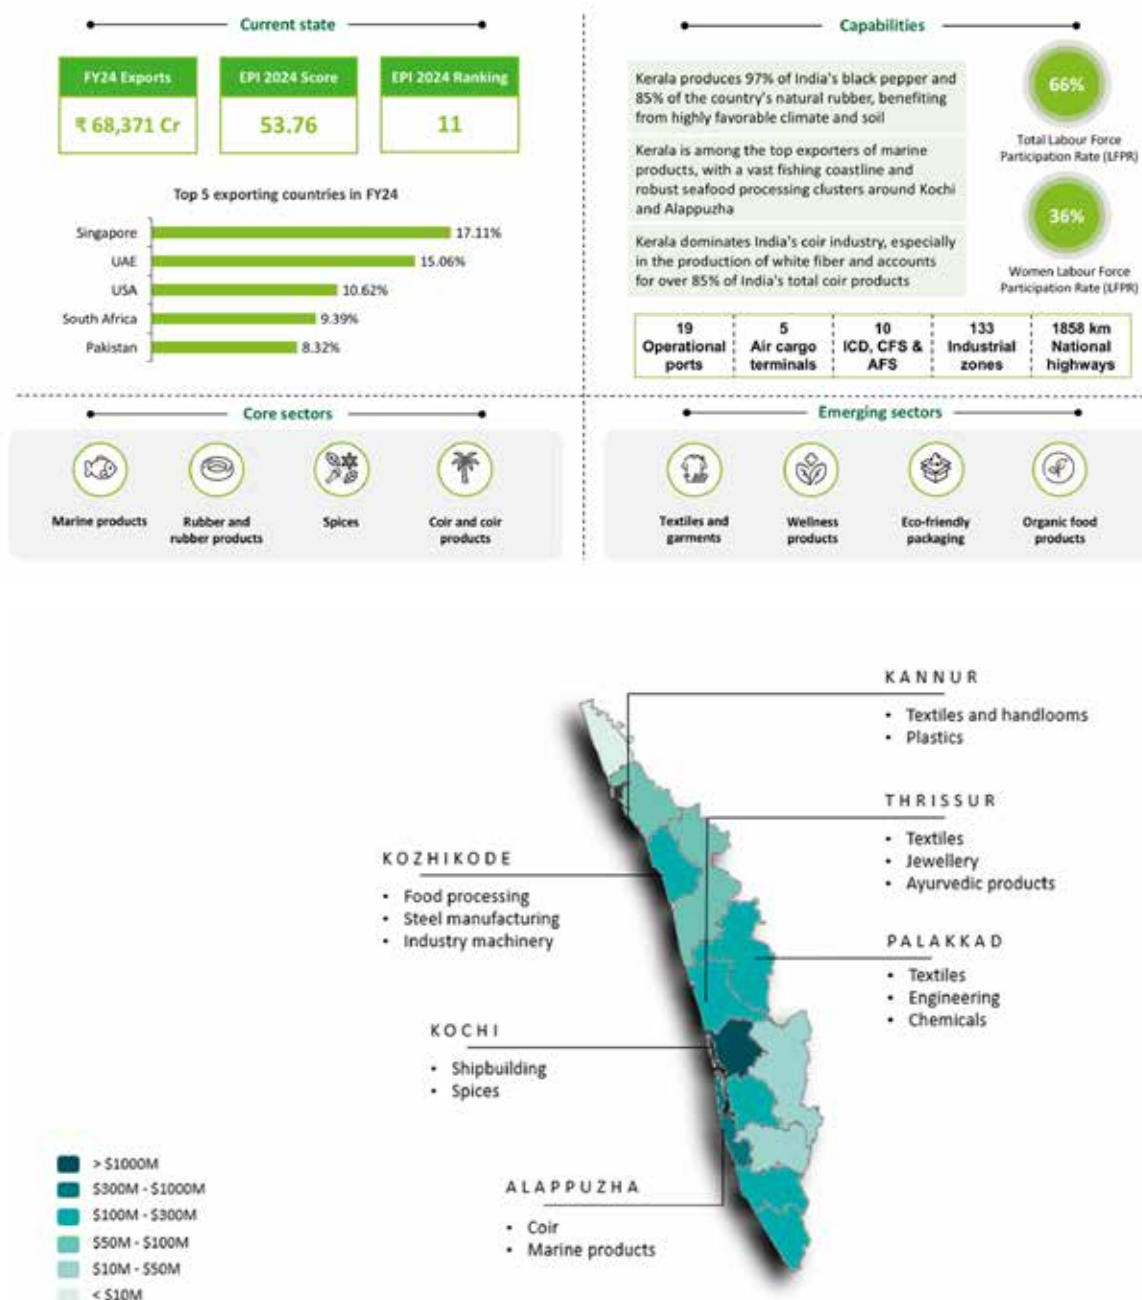 Current state
FY24 Exports
₹ 68,371 Cr
EPI 2024 Score
53.76
EPI 2024 Ranking
11
Top 5 exporting countries in FY24
Singapore 17.11%
UAE 15.06%
USA 10.62%
South Africa 9.39%
Pakistan 8.32%
Capabilities
Kerala produces 97% of India's black pepper and
85% of the country's natural rubber, benefiting
from highly favorable climate and soil
Kerala is among the top exporters of marine
products, with a vast fishing coastline and
robust seafood processing clusters around Kochi
and Alappuzha
Kerala dominates India's coir industry, especially
in the production of white fiber and accounts
for over 85% of India's total coir products
66%
Total Labour Force
Participation Rate (LFPR)
36%
Women Labour Force
Participation Rate (LFPR)
19
Operational
ports
5
Air cargo
terminals
10
ICD, CFS &
AFS
133
Industrial
zones
1858 km
National
highways
Core sectors
Marine products
Rubber and
rubber products
Spices
Coir and coir
products
Emerging sectors
Textiles and
garments
Wellness
products
Eco-friendly
packaging
Organic food
products
KANNUR
• Textiles and handlooms
• Plastics
THRISSUR
• Textiles
• Jewellery
• Ayurvedic products
KOZHIKODE
• Food processing
• Steel manufacturing
• Industry machinery
PALAKKAD
• Textiles
• Engineering
• Chemicals
KOCHI
• Shipbuilding
• Spices
ALAPPUZHA
• Coir
• Marine products
> $1000M
$300M - $1000M
$100M - $300M
$50M - $100M
$10M - $50M
< $10M